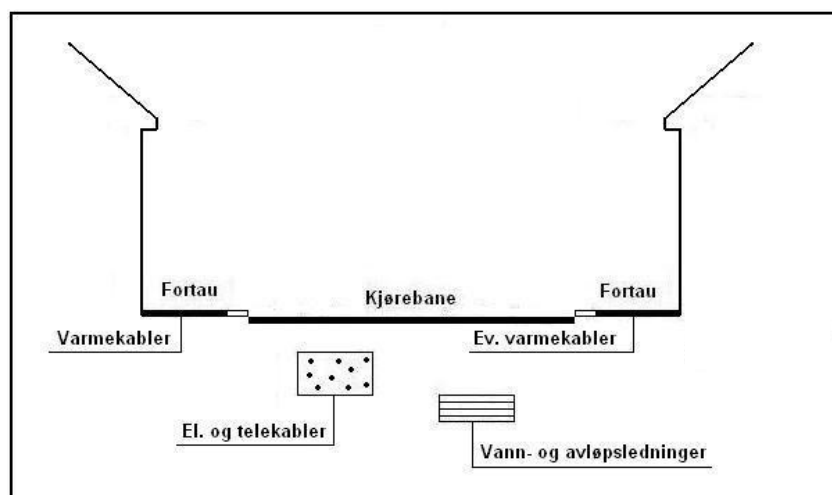 Fortau
Kjørebane
Fortau
Varmekabler
Ev. varmekabler
El. og telekabler
Vann- og avløpsledninger